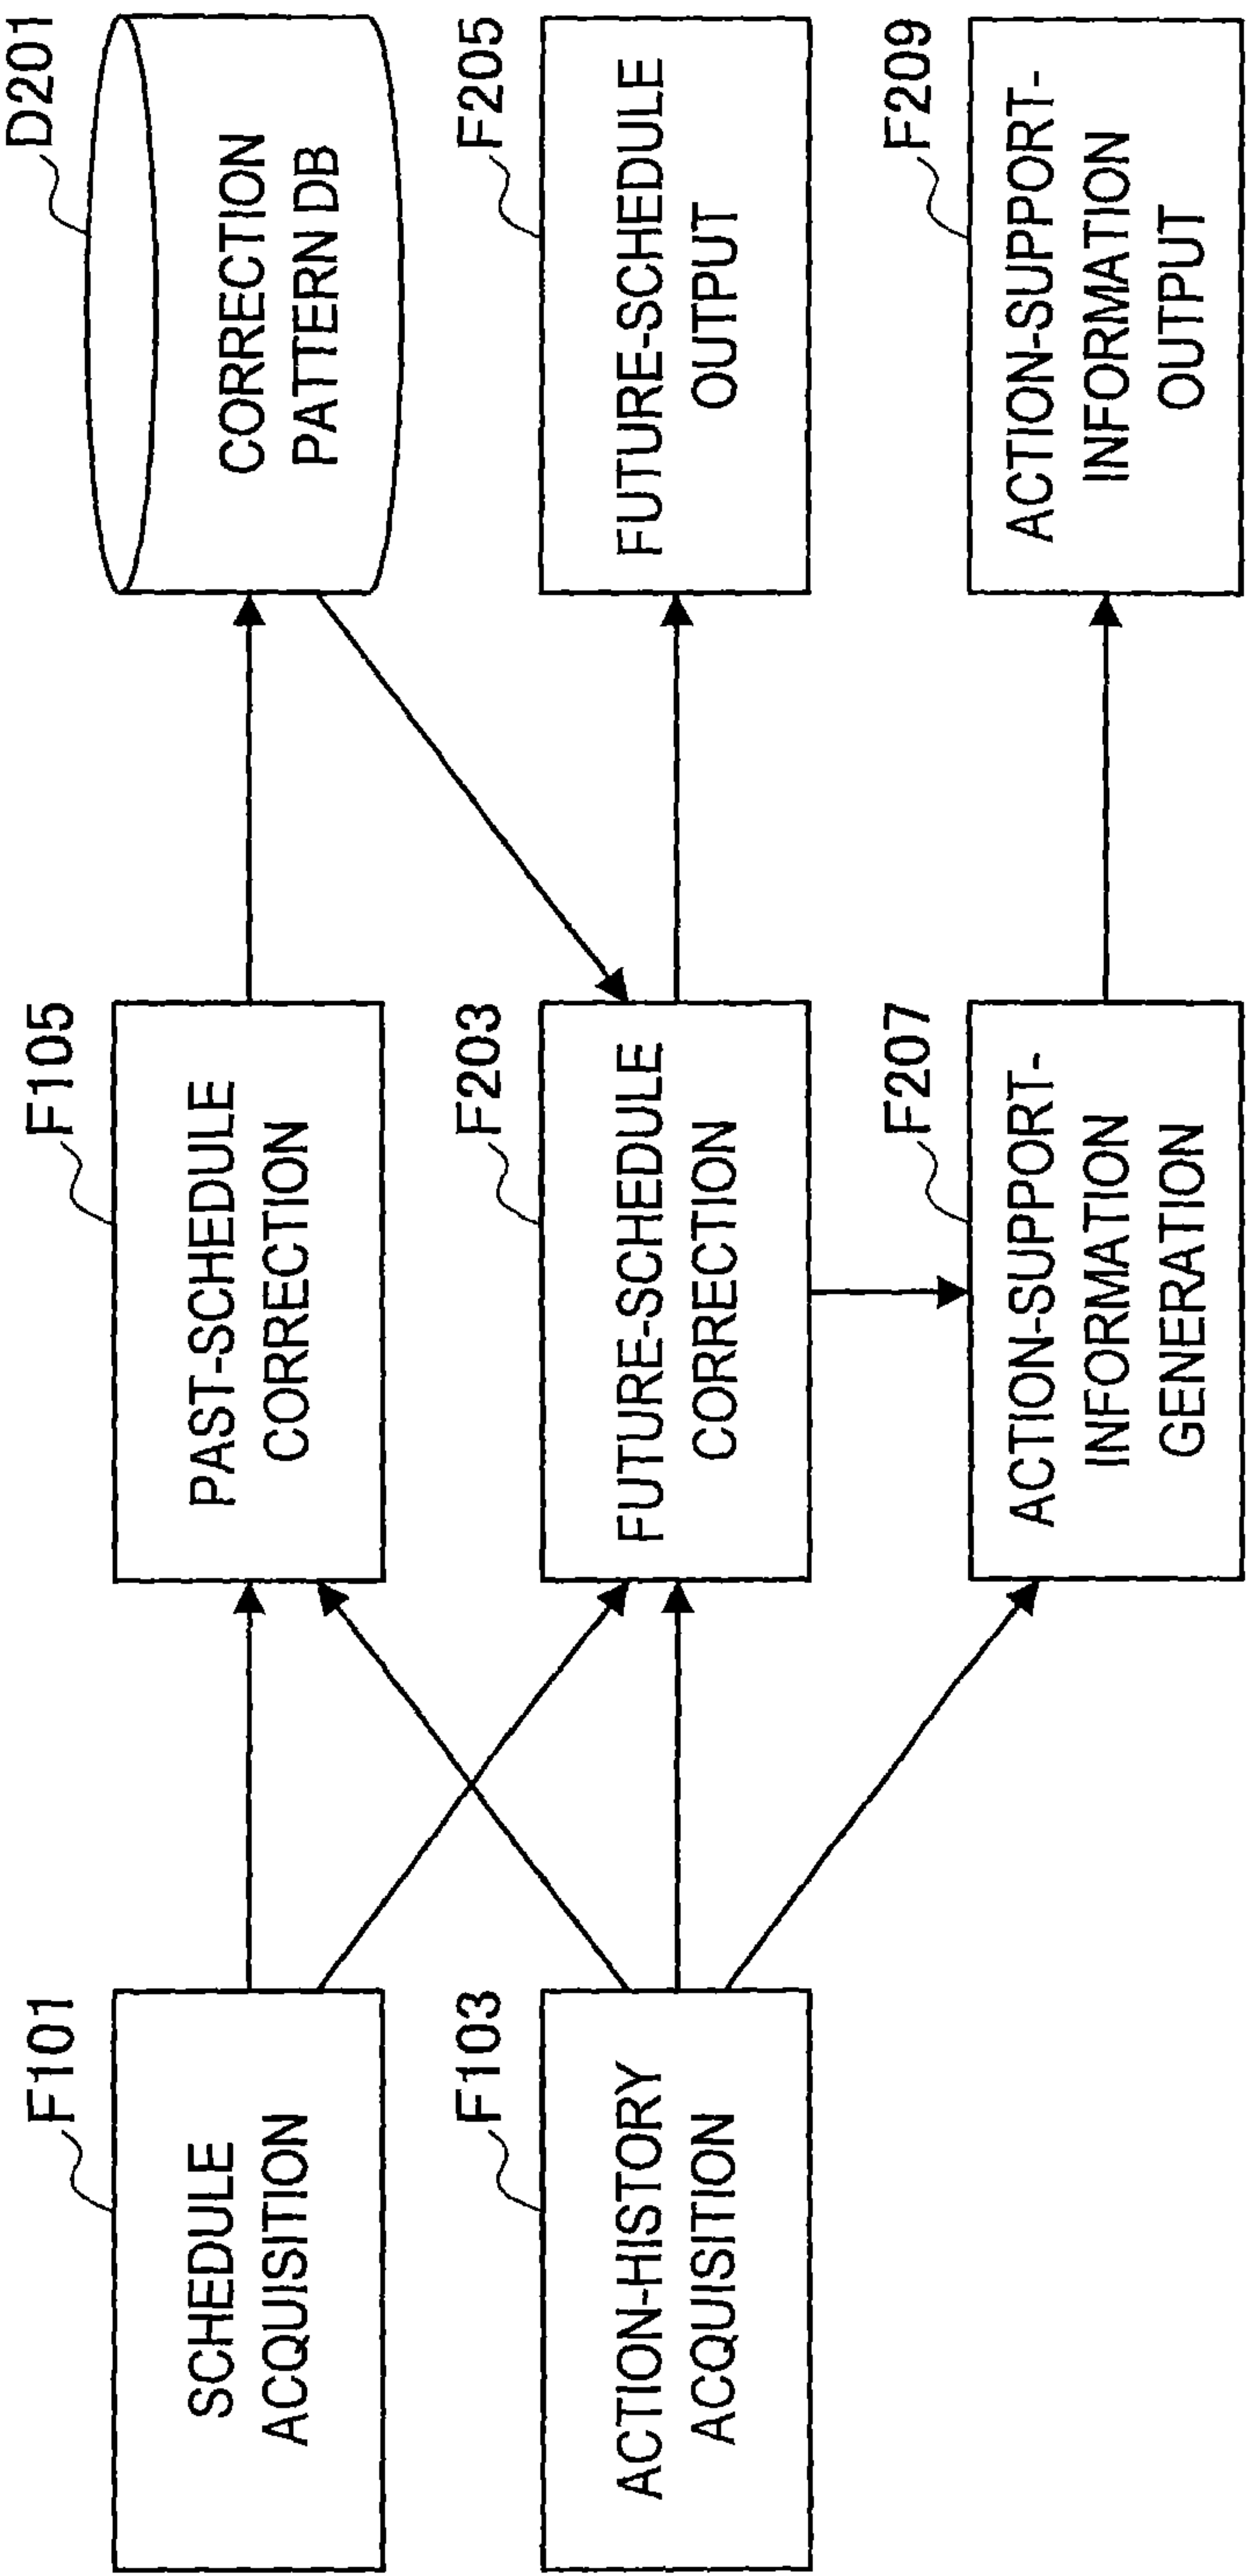 F101
SCHEDULE
ACQUISITION
F105
PAST-SCHEDULE
CORRECTION
D201
CORRECTION
PATTERN DB
F103
ACTION-HISTORY
ACQUISITION
F203
FUTURE-SCHEDULE
CORRECTION
F205
FUTURE-SCHEDULE
OUTPUT
F207
ACTION-SUPPORT-
INFORMATION
GENERATION
F209
ACTION-SUPPORT-
INFORMATION
OUTPUT